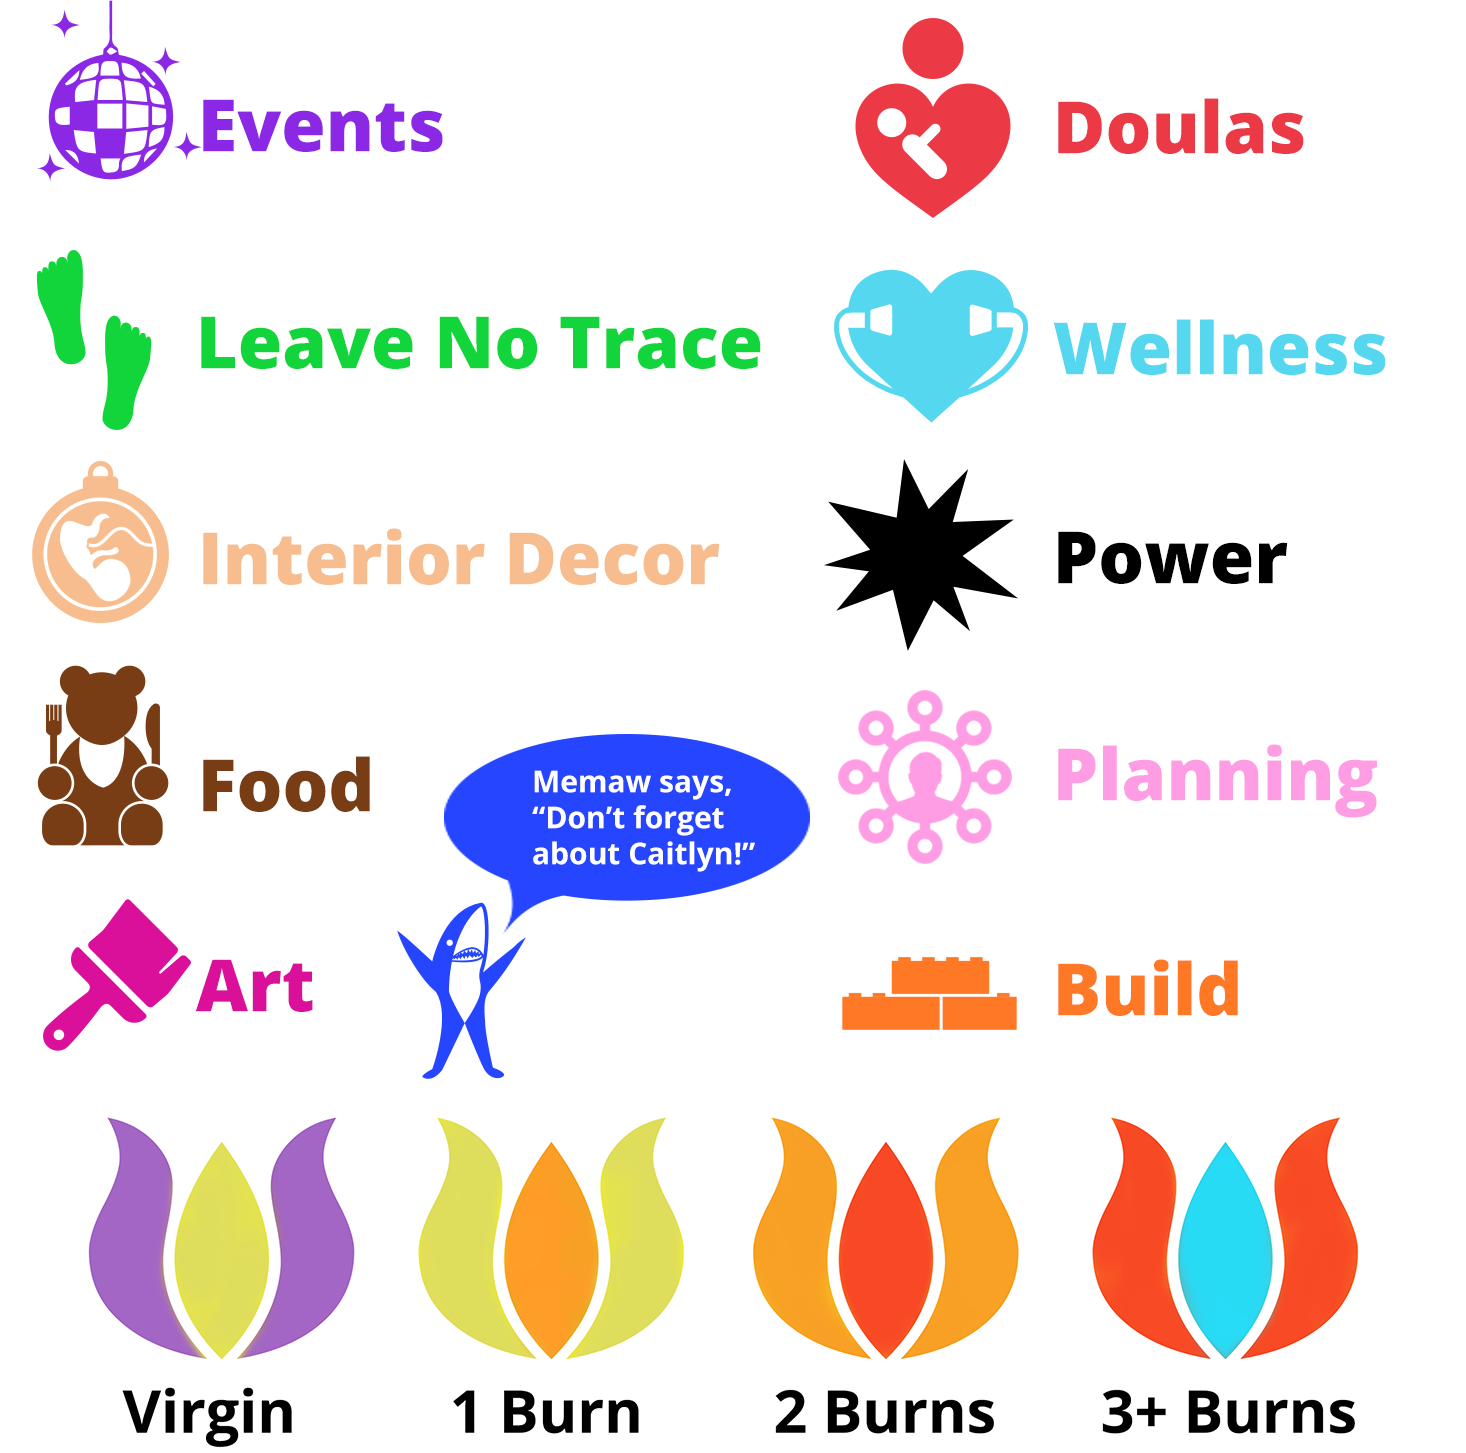 Events
Doulas
Leave No Trace
Wellness
Interior Decor
Power
Food
Memaw says,
“Don’t forget
about Caitlyn!”
Planning
Art
Build
Virgin
1 Burn
2 Burns
3+ Burns